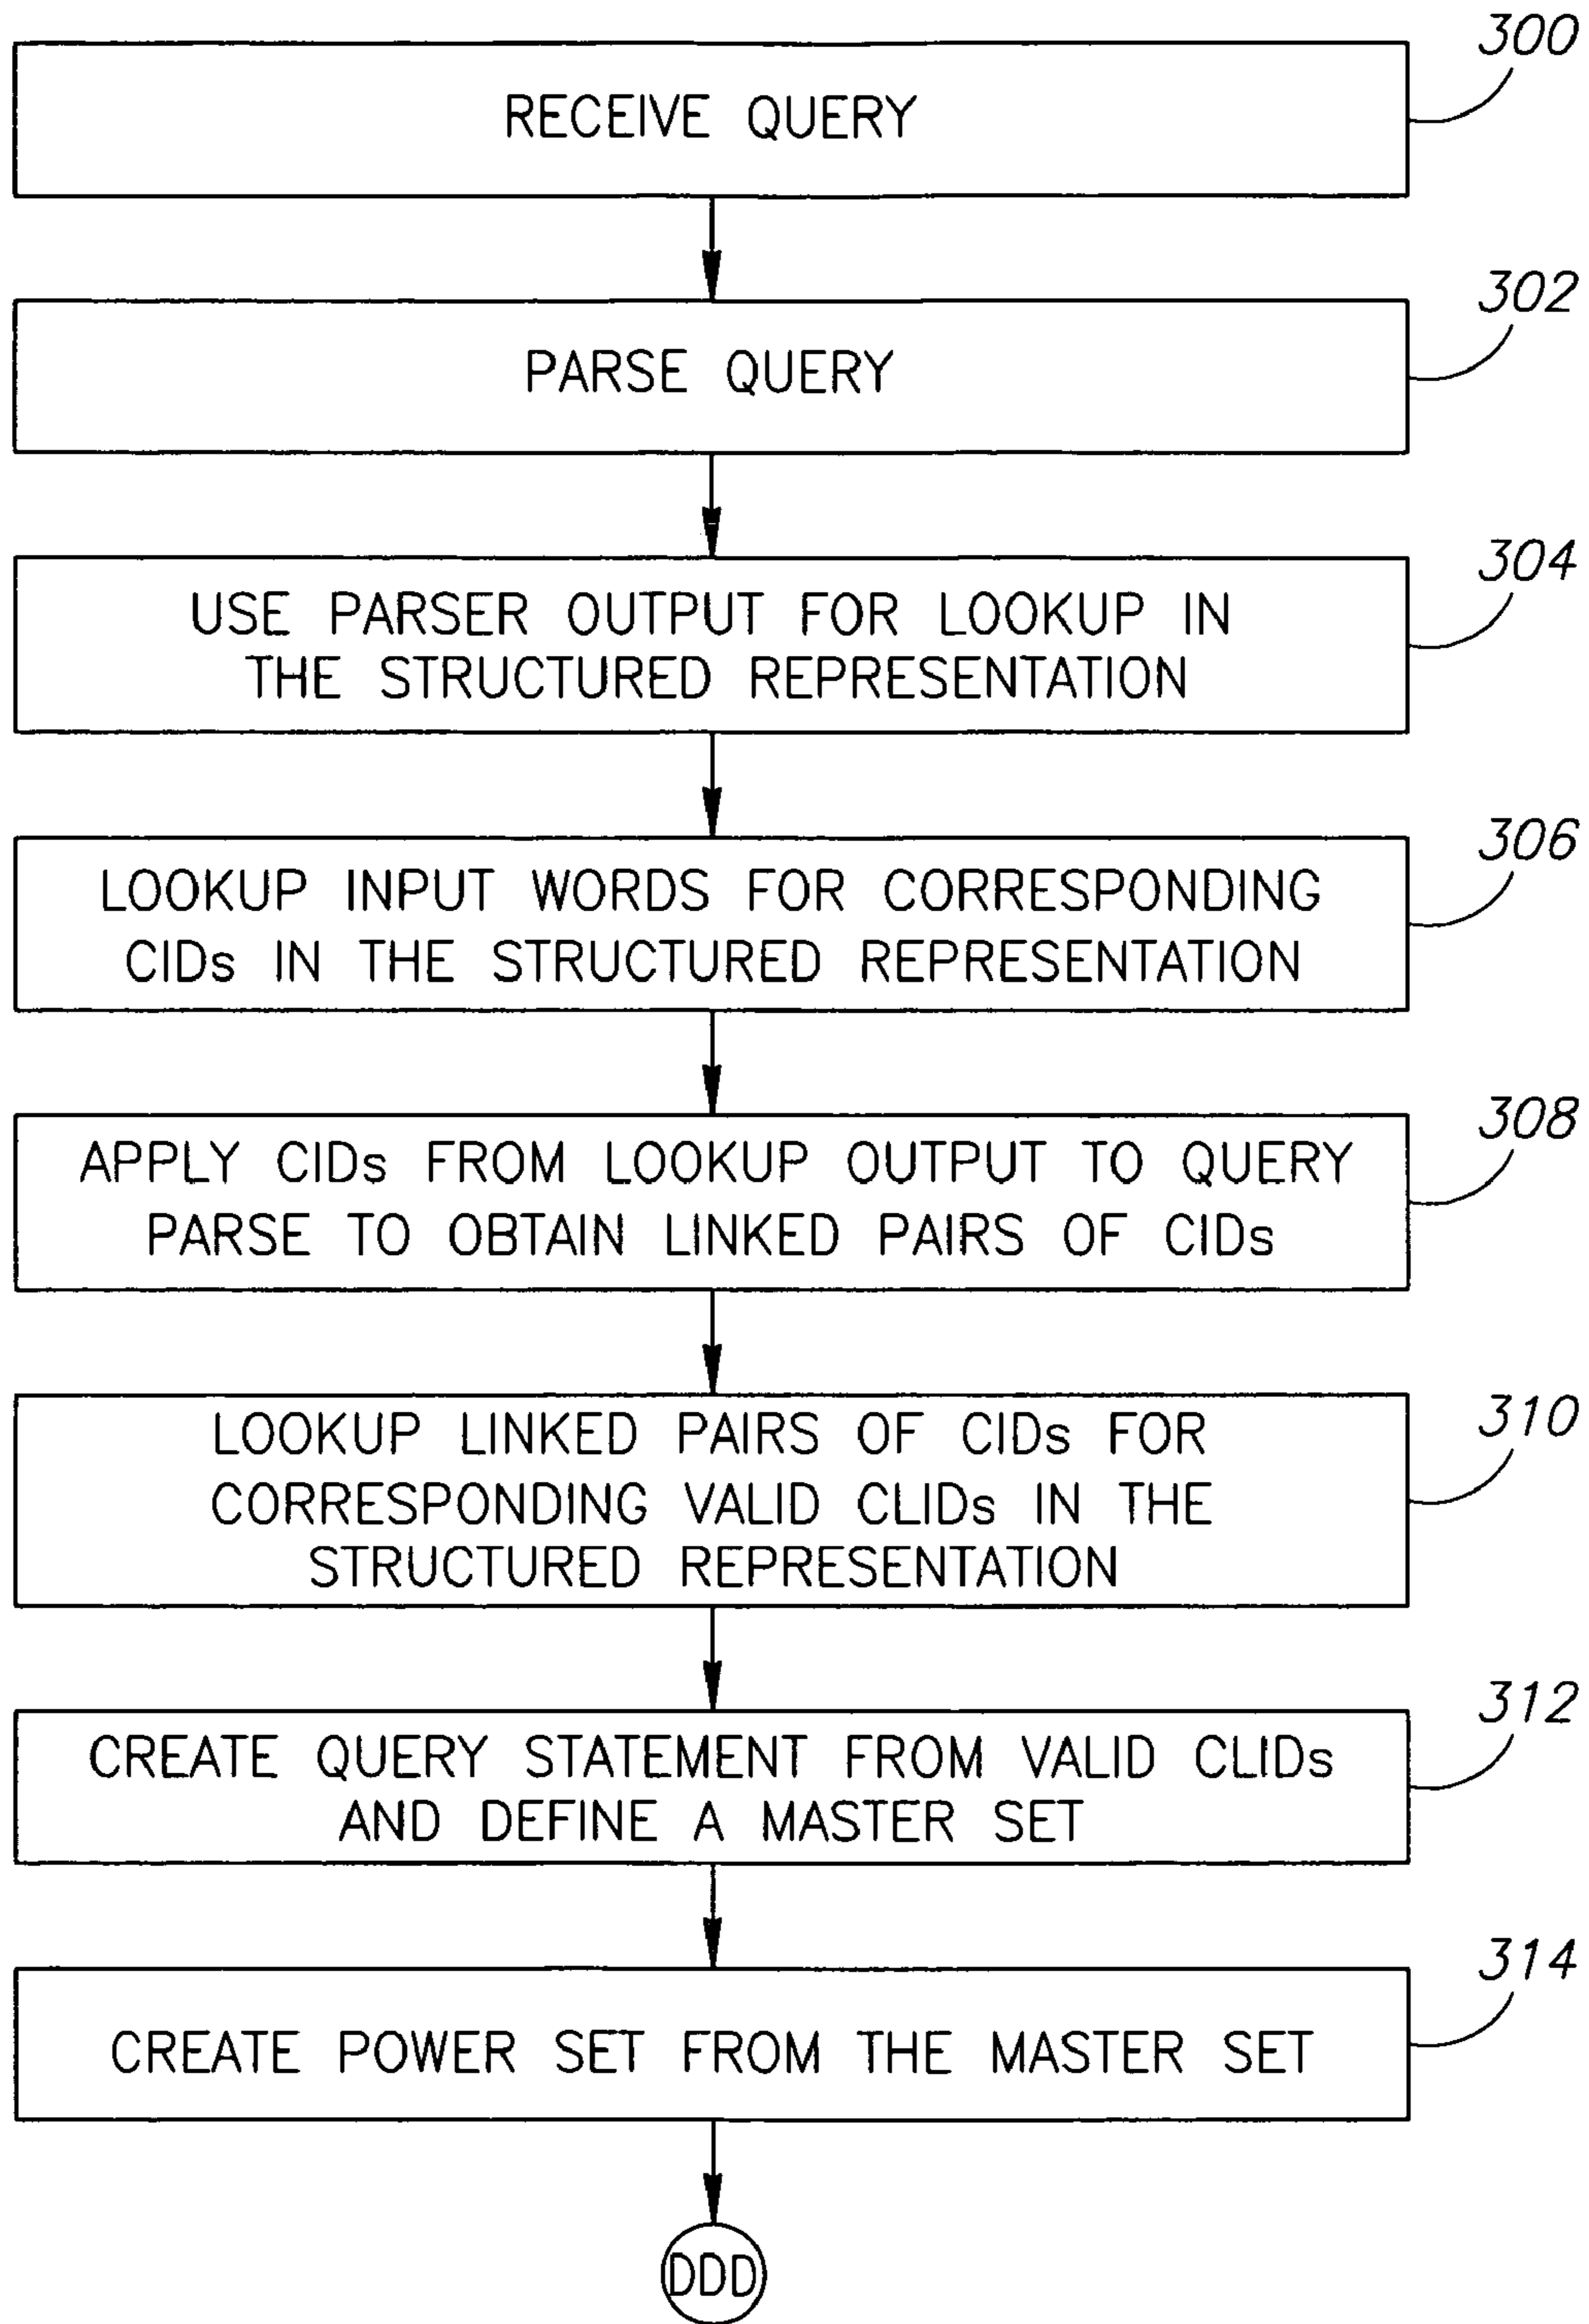 300
RECEIVE QUERY
302
PARSE QUERY
304
USE PARSER OUTPUT FOR LOOKUP IN
THE STRUCTURED REPRESENTATION
306
LOOKUP INPUT WORDS FOR CORRESPONDING
CIDs IN THE STRUCTURED REPRESENTATION
308
APPLY CIDs FROM LOOKUP OUTPUT TO QUERY
PARSE TO OBTAIN LINKED PAIRS OF CIDs
310
LOOKUP LINKED PAIRS OF CIDs FOR
CORRESPONDING VALID CLIDs IN THE
STRUCTURED REPRESENTATION
312
CREATE QUERY STATEMENT FROM VALID CLIDs
AND DEFINE A MASTER SET
314
CREATE POWER SET FROM THE MASTER SET
DDD